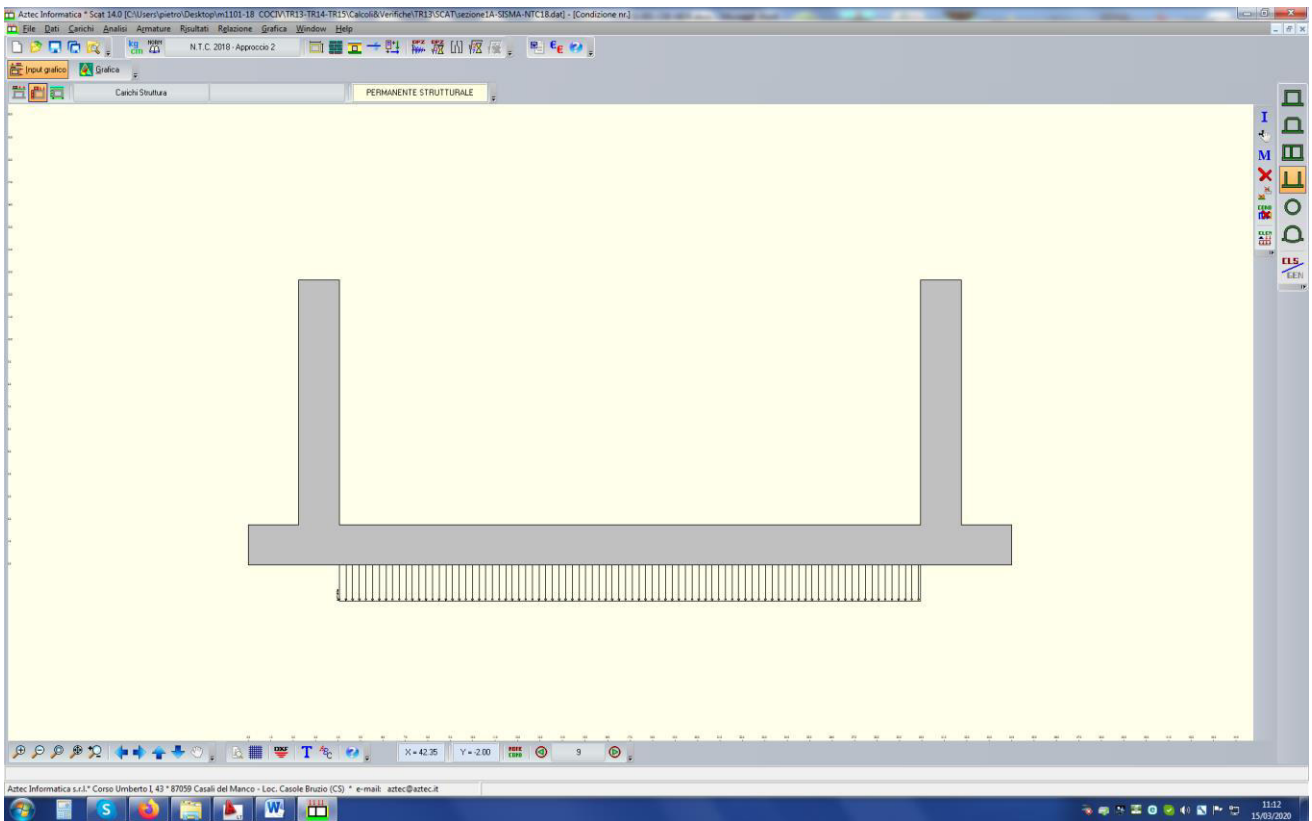 Aztec Informatica * Scat 14.0 [C:\Users\pietro\Desktop\m1101-18 COCIV\TR13-TR14-TR15\Calcoli&Verifiche\TR13\SCAT\sezione1A-SISMA-NTC18.dat] - [Condizione nr.]
File Dati Carichi Analisi Armature Risultati Relazione Grafica Window Help
N.T.C. 2018 - Approccio 2
Input grafico Grafica
Carichi Struttura PERMANENTE STRUTTURALE
I
M
CLS
GEN
X = 42.35 Y = -2.00 9
Aztec Informatica s.r.l.* Corso Umberto I, 43 * 87059 Casali del Manco - Loc. Casole Bruzio (CS) * e-mail: aztec@aztec.it
11:12
15/03/2020